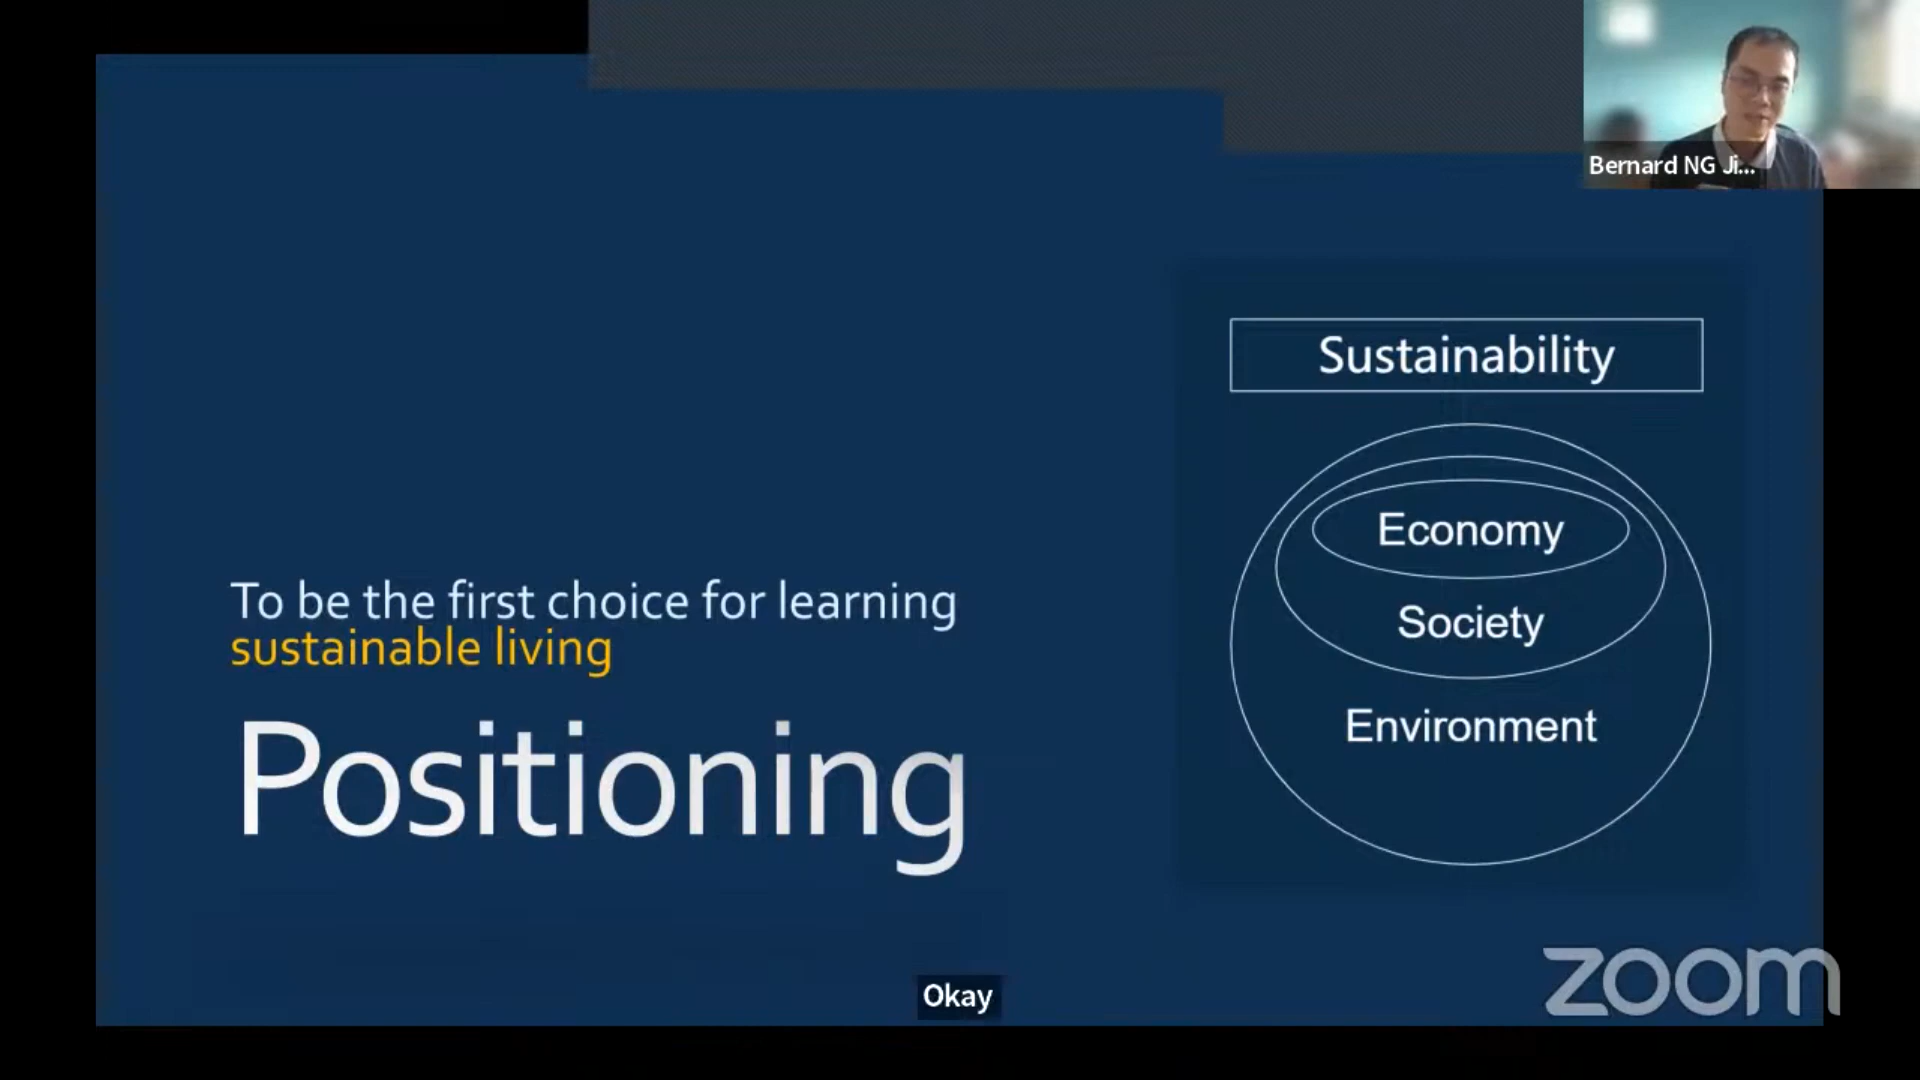 Bernard NG Ji...
Sustainability
Economy
Society
Environment
To be the first choice for learning
sustainable living
Positioning
Okay
zoom